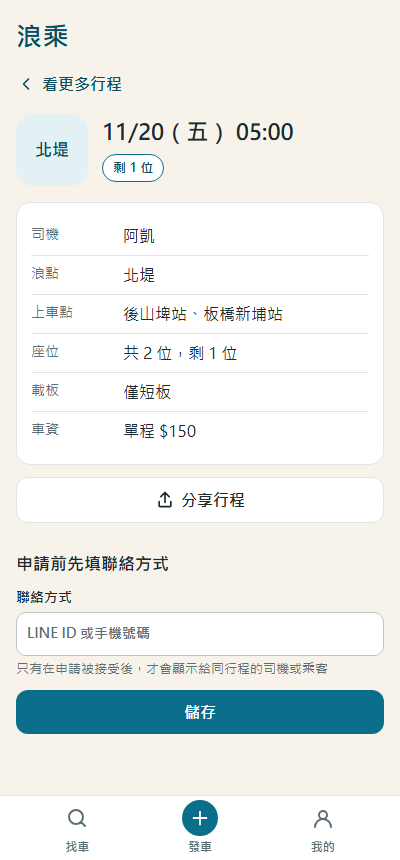 浪乘
看更多行程
北堤
11/20（五）05:00
剩 1 位
司機 阿凱
浪點 北堤
上車點 後山埤站、板橋新埔站
座位 共 2 位，剩 1 位
載板 僅短板
車資 單程 $150
分享行程
申請前先填聯絡方式
聯絡方式
LINE ID 或手機號碼
只有在申請被接受後，才會顯示給同行程的司機或乘客
儲存
找車 發車 我的